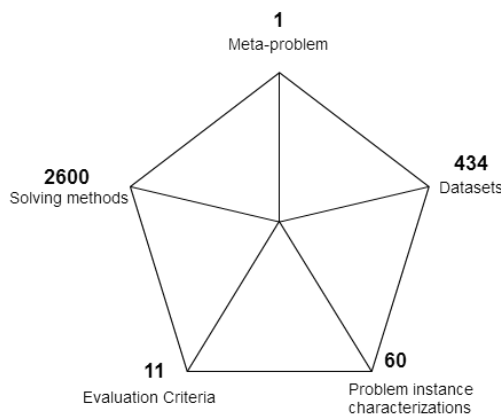 1
Meta-problem
434
Datasets
2600
Solving methods
11
Evaluation Criteria
60
Problem instance
characterizations